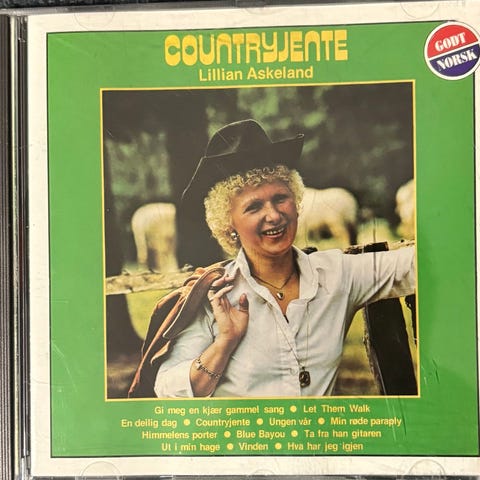 COUNTRYJENTE
Lillian Askeland
GODT
NORSK
Gi meg en kjær gammel sang ● Let Them Walk
En deilig dag ● Countryjente ● Ungen vår ● Min røde paraply
Himmelens porter ● Blue Bayou ● Ta fra han gitaren
Ut i min hage ● Vinden ● Hva har jeg igjen